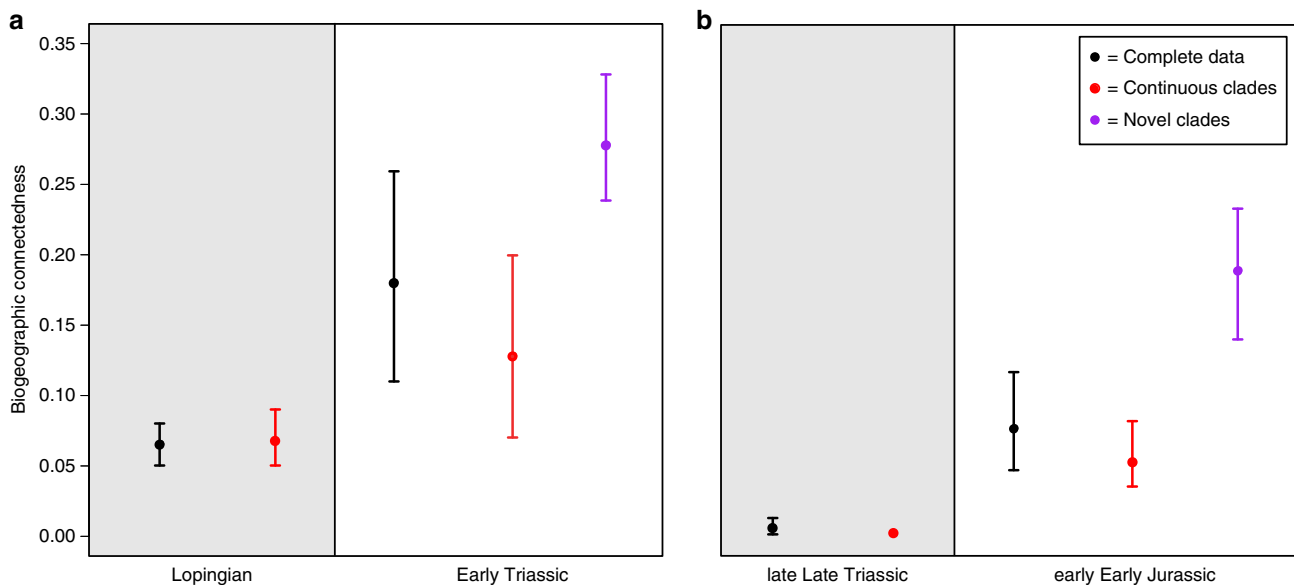 a
b
0.35
0.30
0.25
0.20
0.15
0.10
0.05
0.00
Biogeographic connectedness
Lopingian
Early Triassic
= Complete data
= Continuous clades
= Novel clades
late Late Triassic
early Early Jurassic